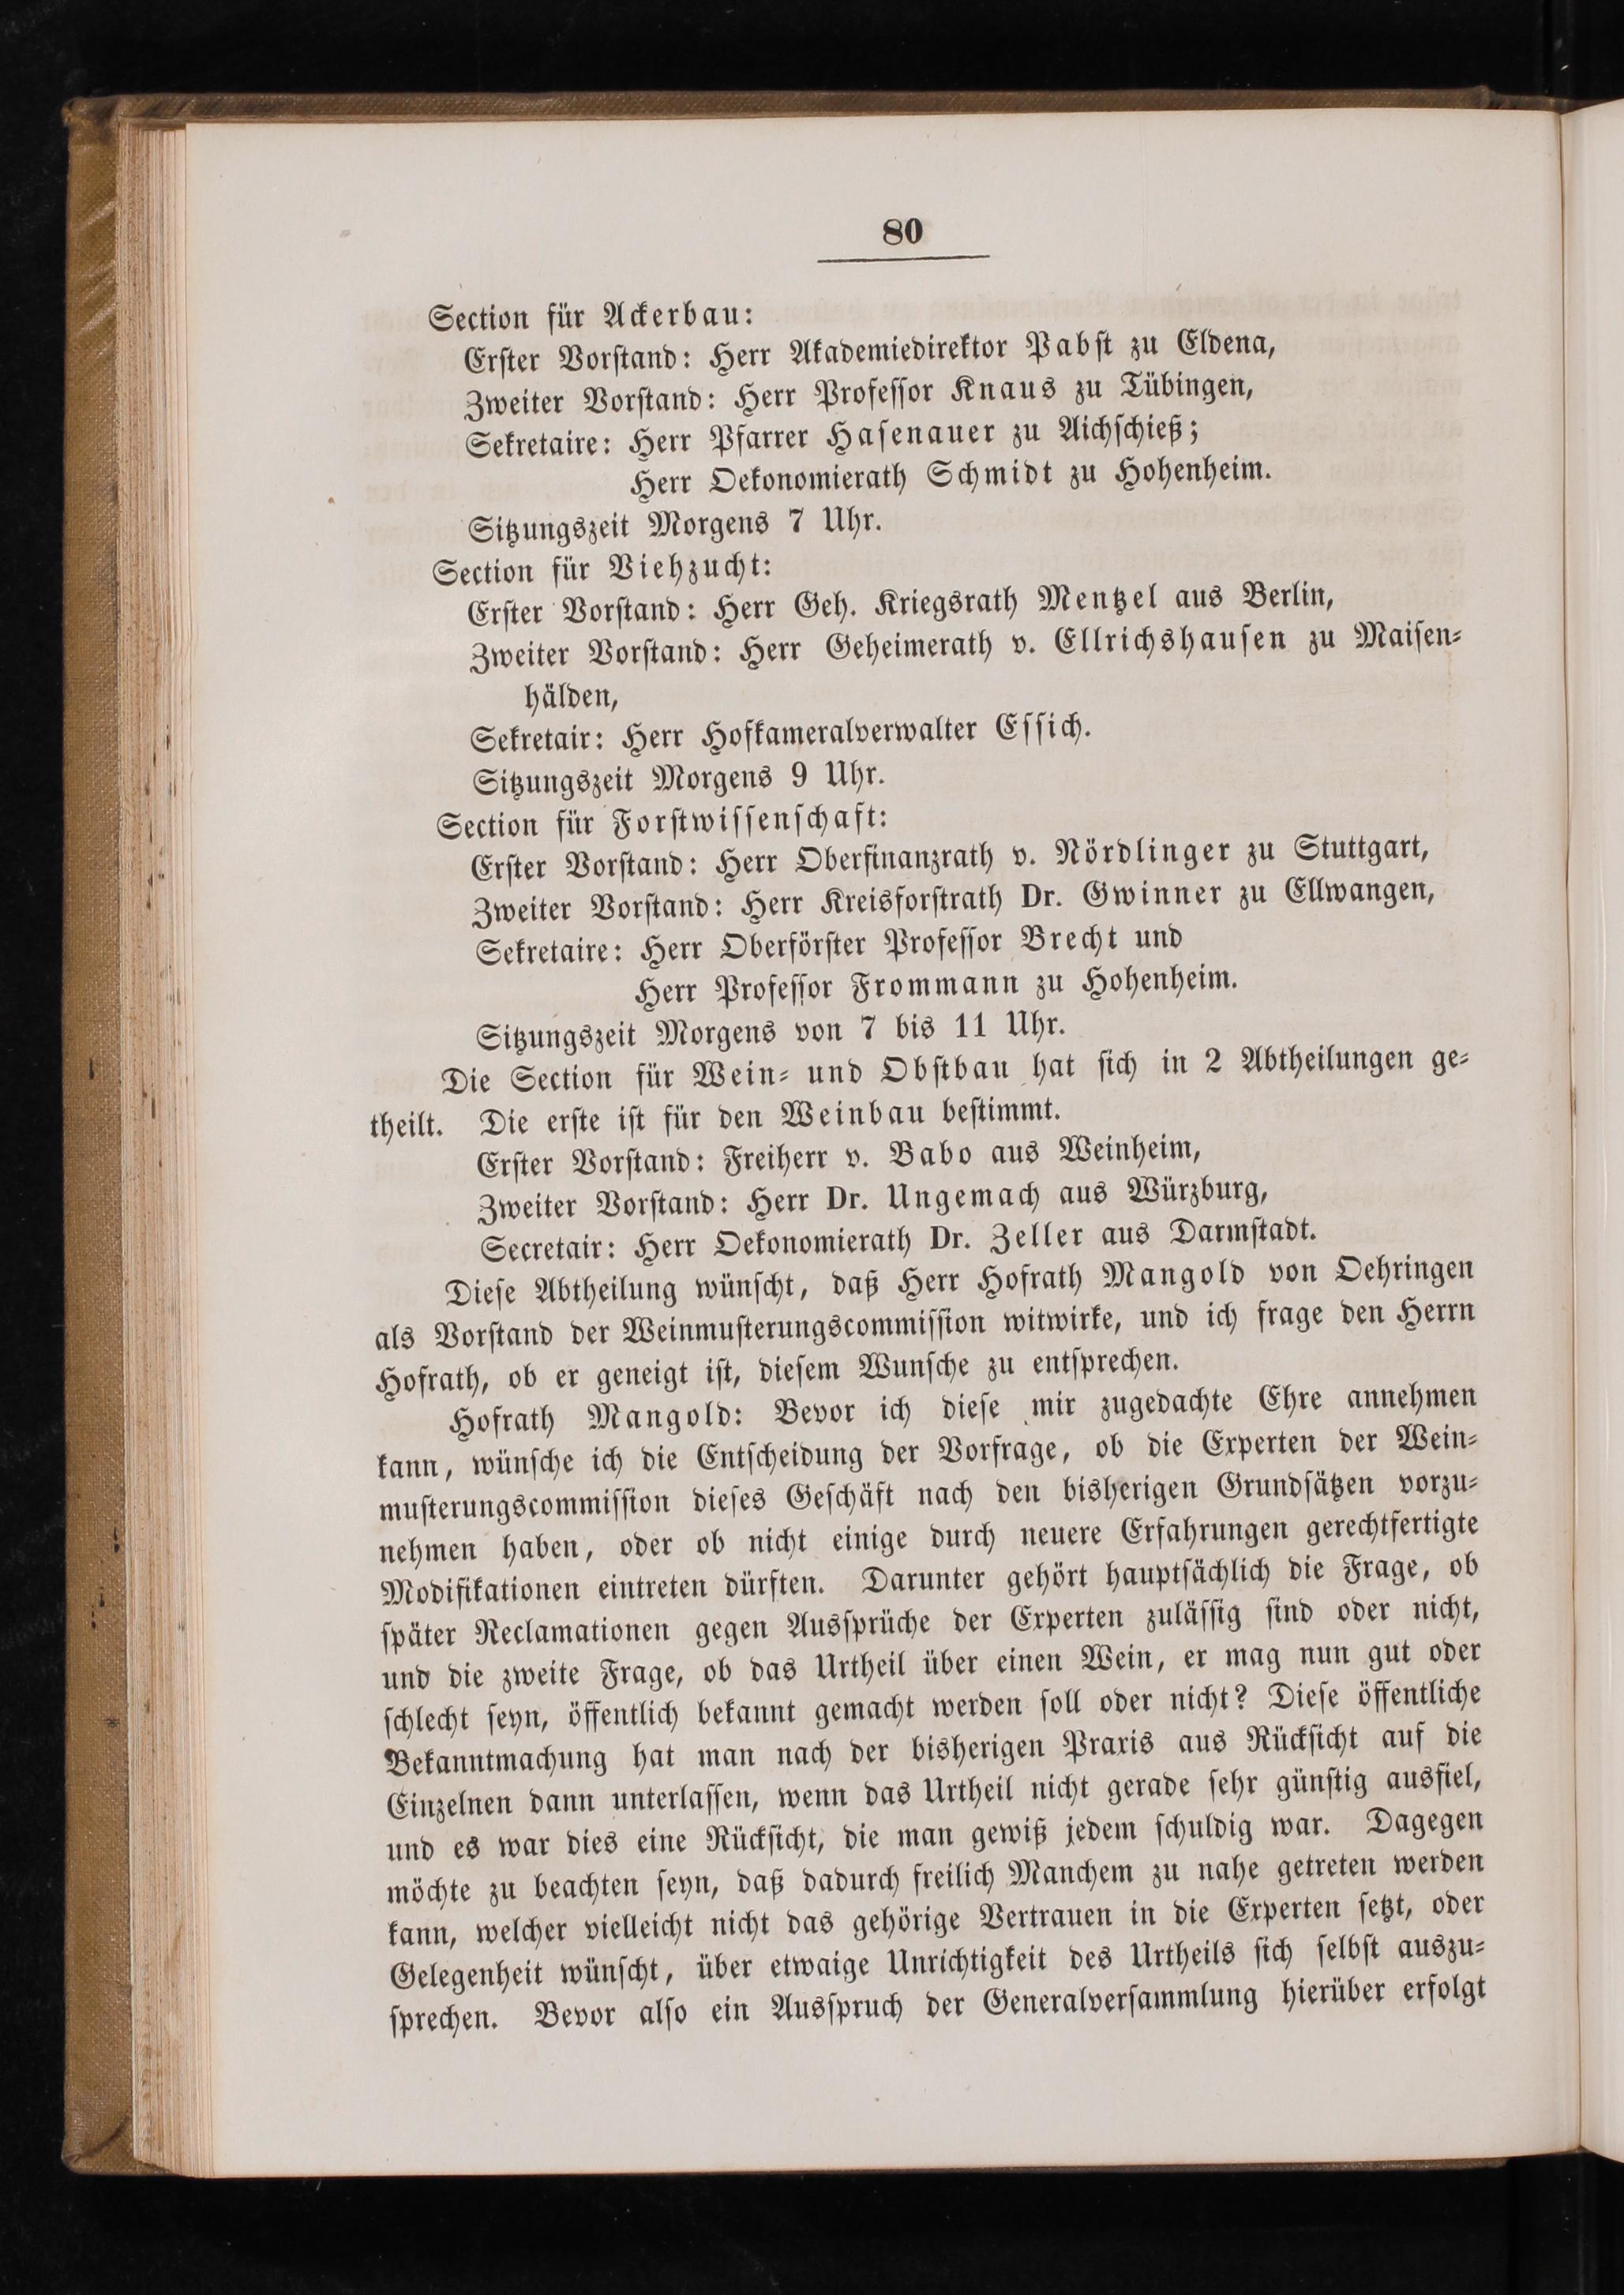 80
Section für Ackerbau:
Erster Vorstand: Herr Akademiedirektor Pabst zu Eldena,
Zweiter Vorstand: Herr Professor Knaus zu Tübingen,
Sekretaire: Herr Pfarrer Hasenauer zu Aichschieß;
Herr Oekonomierath Schmidt zu Hohenheim.
Sitzungszeit Morgens 7 Uhr.
Section für Viehzucht:
Erster Vorstand: Herr Geh. Kriegsrath Mentzel aus Berlin,
Zweiter Vorstand: Herr Geheimerath v. Ellrichshausen zu Maisen-
hälden,
Sekretair: Herr Hofkameralverwalter Essich.
Sitzungszeit Morgens 9 Uhr.
Section für Forstwissenschaft:
Erster Vorstand: Herr Oberfinanzrath v. Nördlinger zu Stuttgart,
Zweiter Vorstand: Herr Kreisforstrath Dr. Gwinner zu Ellwangen,
Sekretaire: Herr Oberförster Professor Brecht und
Herr Professor Frommann zu Hohenheim.
Sitzungszeit Morgens von 7 bis 11 Uhr.
Die Section für Wein- und Obstbau hat sich in 2 Abtheilungen ge-
theilt. Die erste ist für den Weinbau bestimmt.
Erster Vorstand: Freiherr v. Babo aus Weinheim,
Zweiter Vorstand: Herr Dr. Ungemach aus Würzburg,
Secretair: Herr Oekonomierath Dr. Zeller aus Darmstadt.
Diese Abtheilung wünscht, daß Herr Hofrath Mangold von Oehringen
als Vorstand der Weinmusterungscommission witwirke, und ich frage den Herrn
Hofrath, ob er geneigt ist, diesem Wunsche zu entsprechen.
Hofrath Mangold: Bevor ich diese mir zugedachte Ehre annehmen
kann, wünsche ich die Entscheidung der Vorfrage, ob die Experten der Wein-
musterungscommission dieses Geschäft nach den bisherigen Grundsätzen vorzu-
nehmen haben, oder ob nicht einige durch neuere Erfahrungen gerechtfertigte
Modifikationen eintreten dürften. Darunter gehört hauptsächlich die Frage, ob
später Reclamationen gegen Aussprüche der Experten zulässig sind oder nicht,
und die zweite Frage, ob das Urtheil über einen Wein, er mag nun gut oder
schlecht seyn, öffentlich bekannt gemacht werden soll oder nicht? Diese öffentliche
Bekanntmachung hat man nach der bisherigen Praxis aus Rücksicht auf die
Einzelnen dann unterlassen, wenn das Urtheil nicht gerade sehr günstig ausfiel,
und es war dies eine Rücksicht, die man gewiß jedem schuldig war. Dagegen
möchte zu beachten seyn, daß dadurch freilich Manchem zu nahe getreten werden
kann, welcher vielleicht nicht das gehörige Vertrauen in die Experten setzt, oder
Gelegenheit wünscht, über etwaige Unrichtigkeit des Urtheils sich selbst auszu-
sprechen. Bevor also ein Ausspruch der Generalversammlung hierüber erfolgt